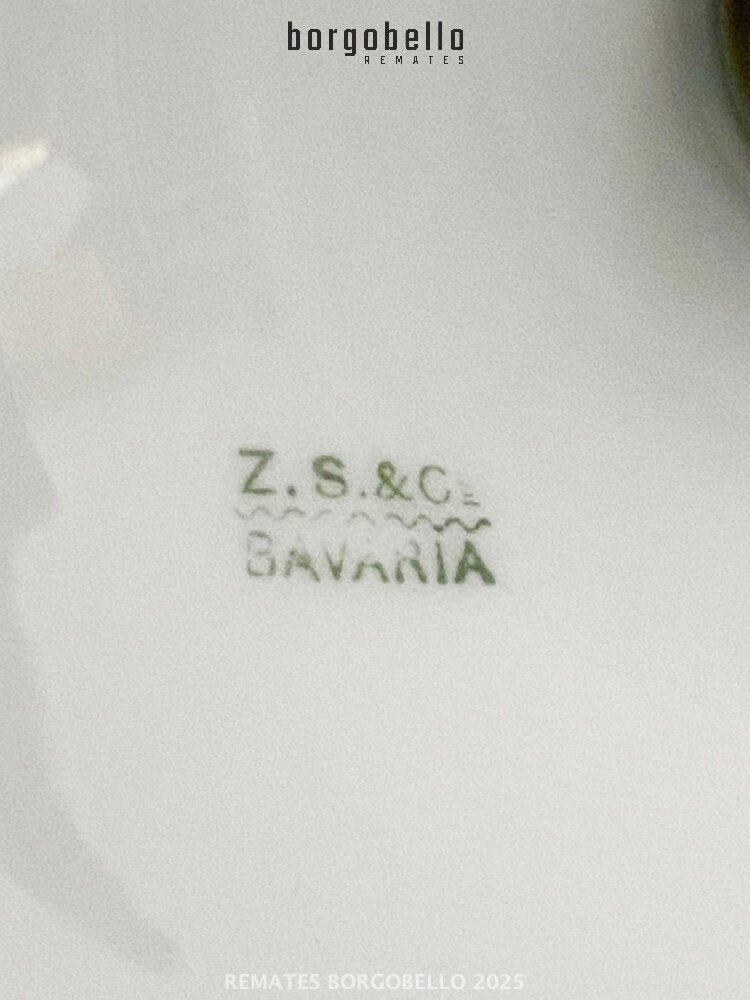 borgobello
REMATES
Z.S.&Co
BAVARIA
REMATES BORGOBELLO 2025